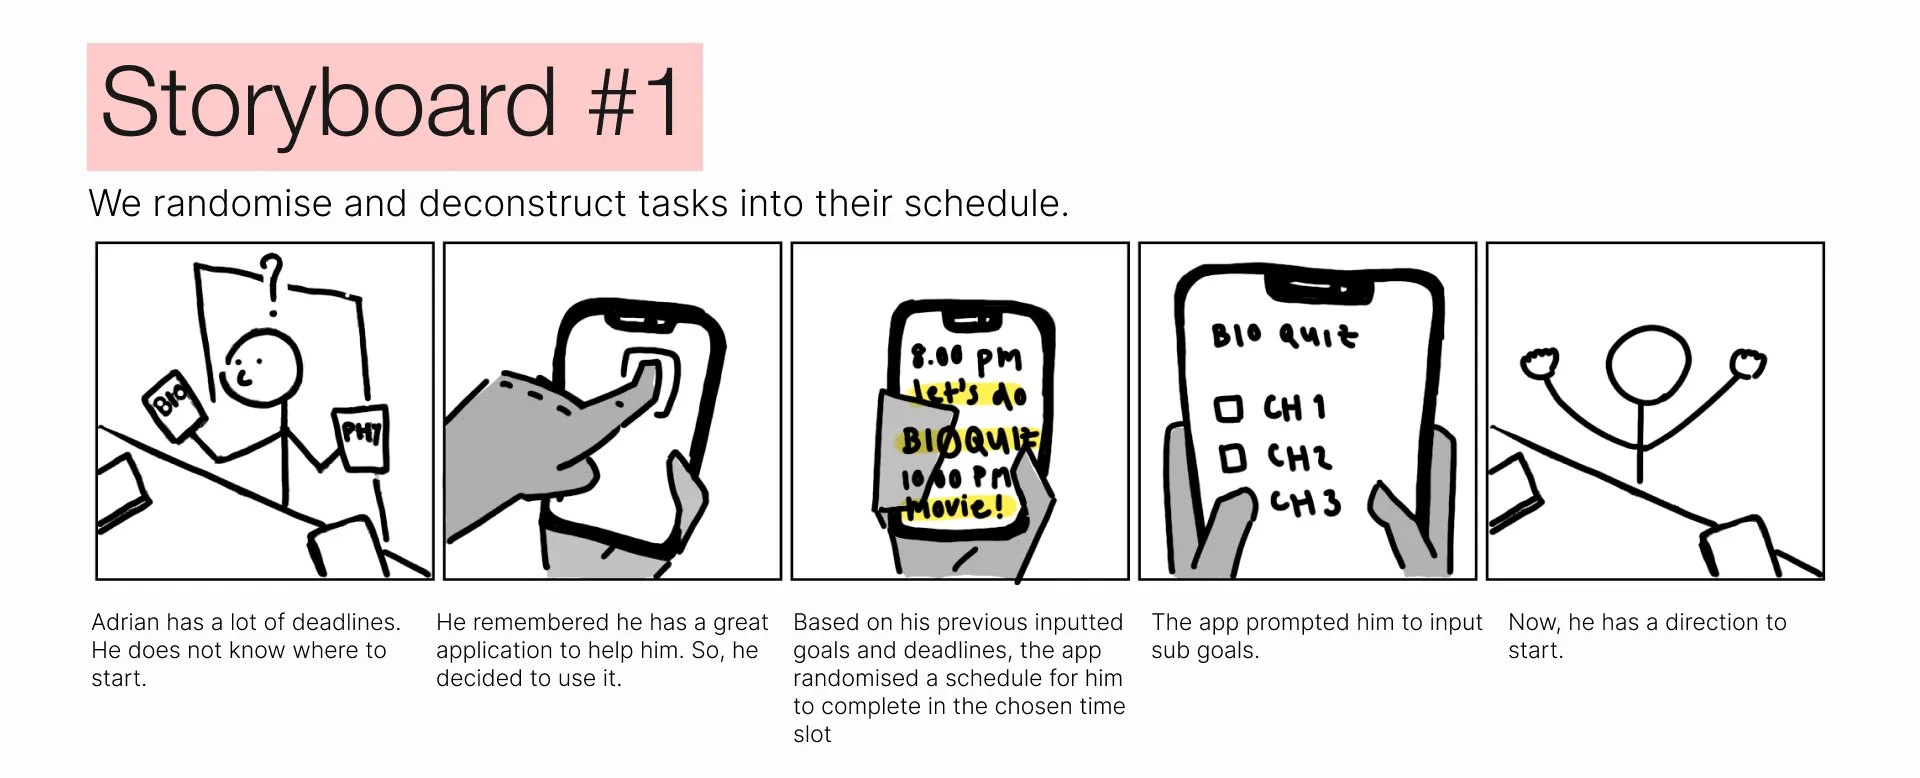 Storyboard #1
We randomise and deconstruct tasks into their schedule.
?
BIO
PHY
8.00 PM
let's do
BIO QUIZ
10.00 PM
Movie!
BIO QUIZ
CH 1
CH2
CH 3
Adrian has a lot of deadlines.
He does not know where to
start.
He remembered he has a great
application to help him. So, he
decided to use it.
Based on his previous inputted
goals and deadlines, the app
randomised a schedule for him
to complete in the chosen time
slot
The app prompted him to input
sub goals.
Now, he has a direction to
start.